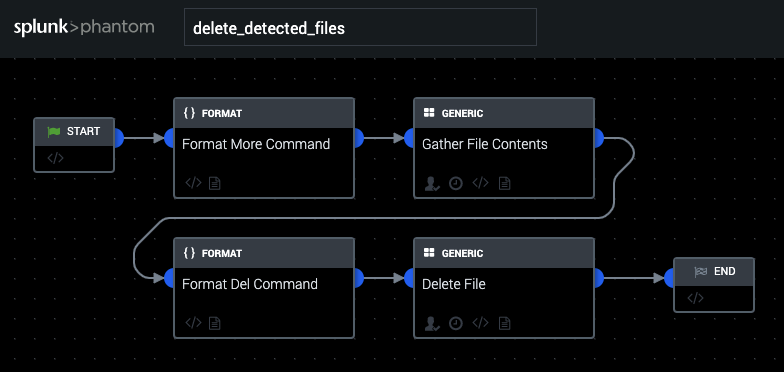 splunk>phantom
delete_detected_files
START
{ } FORMAT
Format More Command
</>
GENERIC
Gather File Contents
</>
</>
{ } FORMAT
Format Del Command
</>
GENERIC
Delete File
</>
END
</>